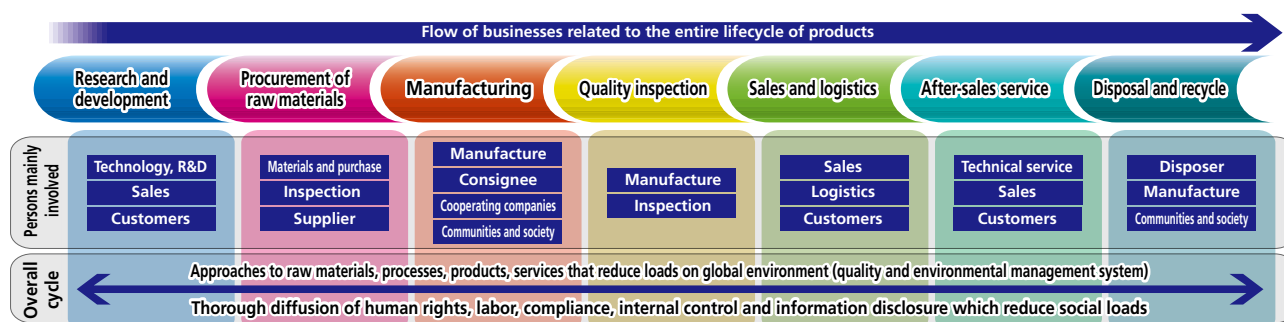 Flow of businesses related to the entire lifecycle of products
Research and
development
Procurement of
raw materials
Manufacturing
Quality inspection
Sales and logistics
After-sales service
Disposal and recycle
Persons mainly
involved
Technology, R&D
Sales
Customers
Materials and purchase
Inspection
Supplier
Manufacture
Consignee
Cooperating companies
Communities and society
Manufacture
Inspection
Sales
Logistics
Customers
Technical service
Sales
Customers
Disposer
Manufacture
Communities and society
Overall
cycle
Approaches to raw materials, processes, products, services that reduce loads on global environment (quality and environmental management system)
Thorough diffusion of human rights, labor, compliance, internal control and information disclosure which reduce social loads